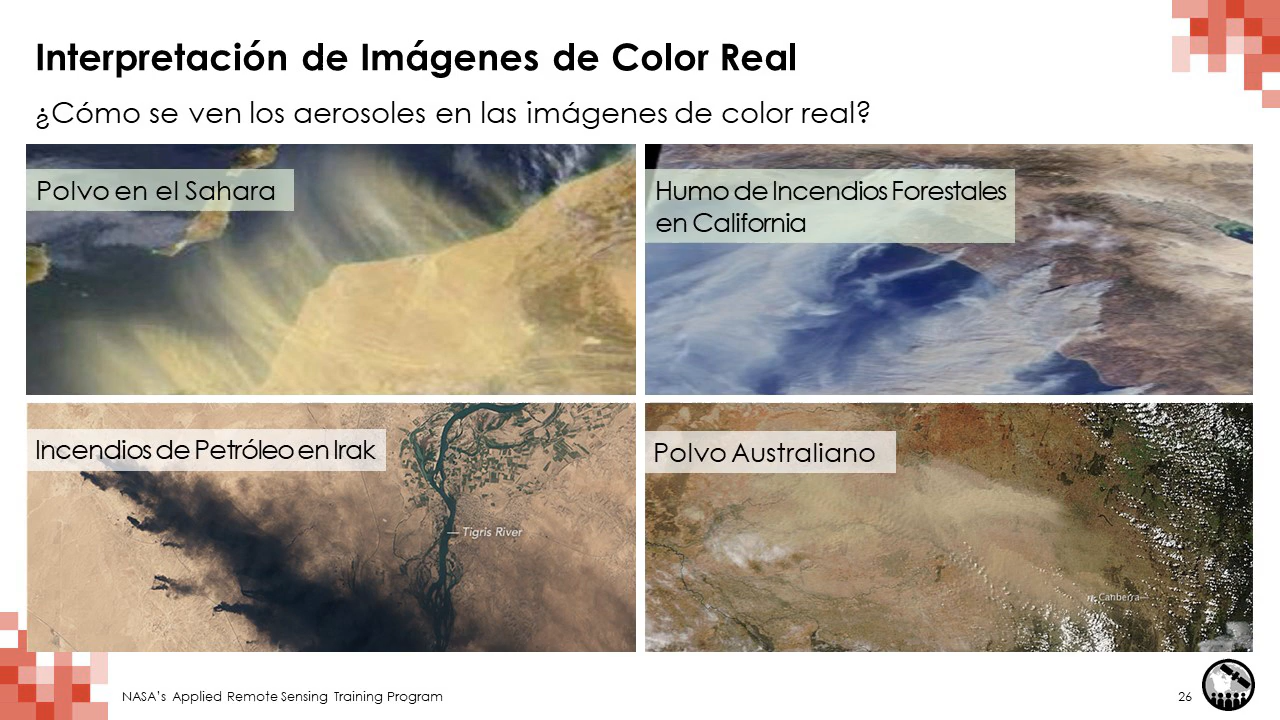 Interpretación de Imágenes de Color Real
¿Cómo se ven los aerosoles en las imágenes de color real?
Polvo en el Sahara
Humo de Incendios Forestales
en California
Incendios de Petróleo en Irak
Tigris River
Polvo Australiano
Canberra
NASA's Applied Remote Sensing Training Program
26